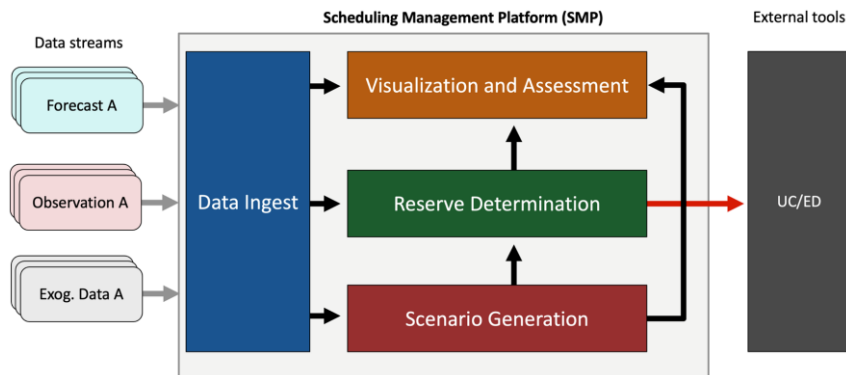 Scheduling Management Platform (SMP)
External tools
Data streams
Forecast A
Observation A
Exog. Data A
Data Ingest
Visualization and Assessment
Reserve Determination
Scenario Generation
UC/ED